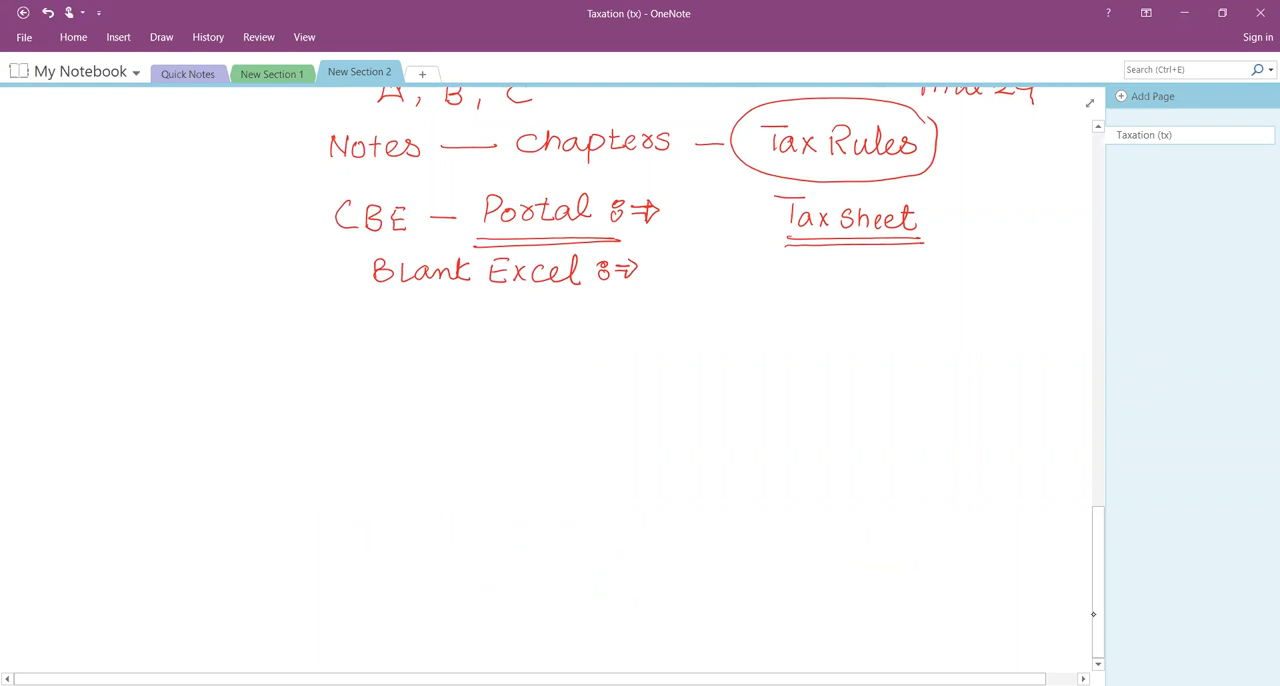 Taxation (tx) - OneNote
?
File Home Insert Draw History Review View
Sign in
My Notebook Quick Notes New Section 1 New Section 2 +
Search (Ctrl+E)
Add Page
A, B, C
Taxation (tx)
Notes — Chapters — Tax Rules
CBE — Portal ⇒ Tax Sheet
Blank Excel ⇒